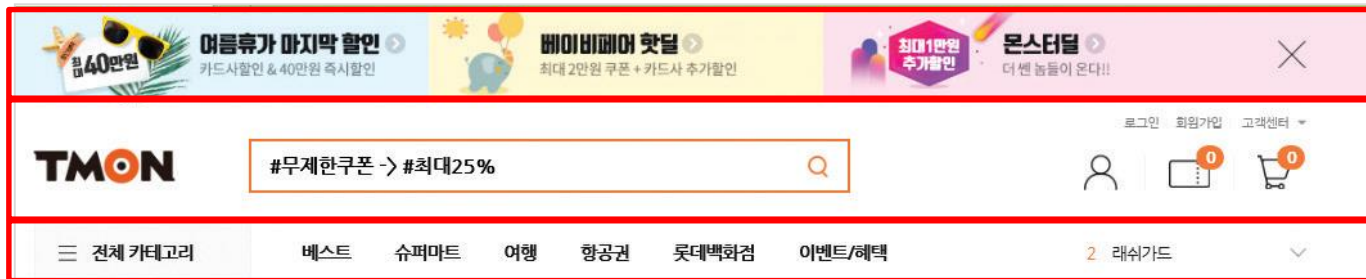 최대 40만원
여름휴가 마지막 할인
카드사할인 & 40만원 즉시할인
베이비페어 핫딜
최대 2만원 쿠폰 + 카드사 추가할인
최대1만원
추가할인
몬스터딜
더 쎈 놈들이 온다!!
로그인 회원가입 고객센터
TMON
#무제한쿠폰 -> #최대25%
0
0
전체 카테고리 베스트 슈퍼마트 여행 항공권 롯데백화점 이벤트/혜택 2 래쉬가드